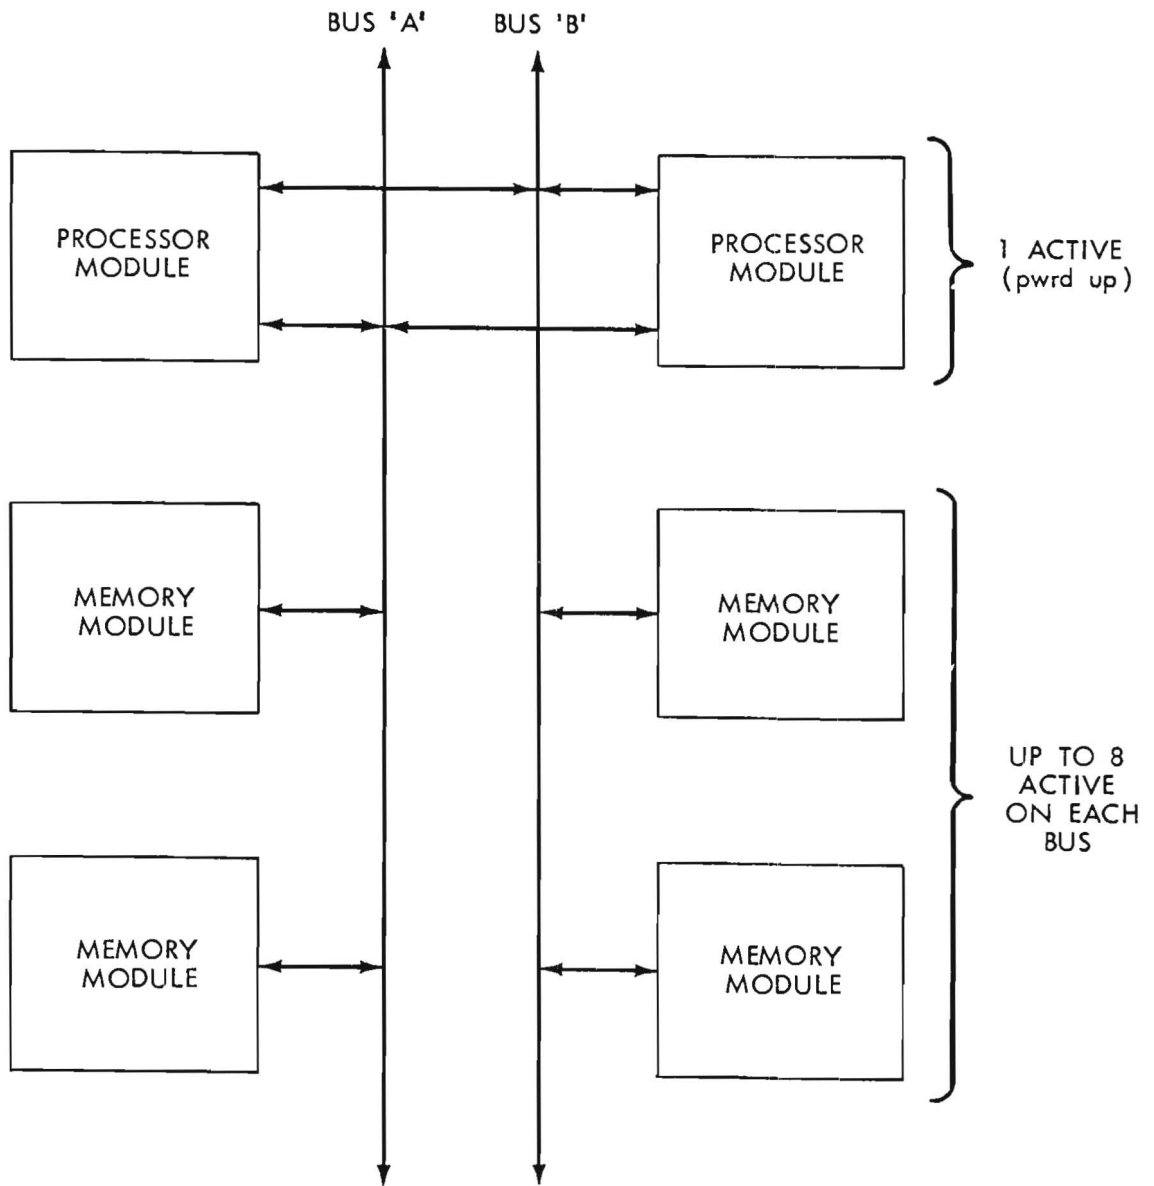 BUS 'A'
BUS 'B'
PROCESSOR
MODULE
PROCESSOR
MODULE
1 ACTIVE
(pwrd up)
MEMORY
MODULE
MEMORY
MODULE
UP TO 8
ACTIVE
ON EACH
BUS
MEMORY
MODULE
MEMORY
MODULE